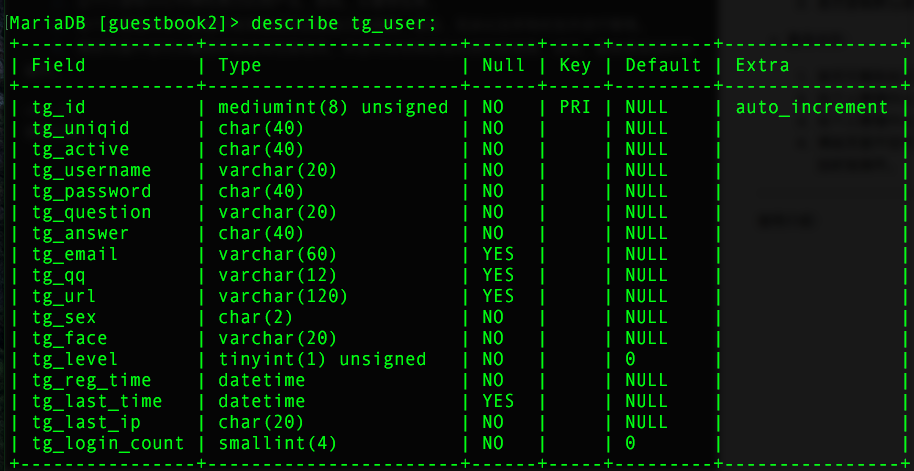 MariaDB [guestbook2]> describe tg_user;
+----------------+-----------------------+------+-----+---------+----------------+
| Field | Type | Null | Key | Default | Extra |
+----------------+-----------------------+------+-----+---------+----------------+
| tg_id | mediumint(8) unsigned | NO | PRI | NULL | auto_increment |
| tg_uniqid | char(40) | NO | | NULL | |
| tg_active | char(40) | NO | | NULL | |
| tg_username | varchar(20) | NO | | NULL | |
| tg_password | char(40) | NO | | NULL | |
| tg_question | varchar(20) | NO | | NULL | |
| tg_answer | char(40) | NO | | NULL | |
| tg_email | varchar(60) | YES | | NULL | |
| tg_qq | varchar(12) | YES | | NULL | |
| tg_url | varchar(120) | YES | | NULL | |
| tg_sex | char(2) | NO | | NULL | |
| tg_face | varchar(20) | NO | | NULL | |
| tg_level | tinyint(1) unsigned | NO | | 0 | |
| tg_reg_time | datetime | NO | | NULL | |
| tg_last_time | datetime | YES | | NULL | |
| tg_last_ip | char(20) | NO | | NULL | |
| tg_login_count | smallint(4) | NO | | 0 | |
+----------------+-----------------------+------+-----+---------+----------------+